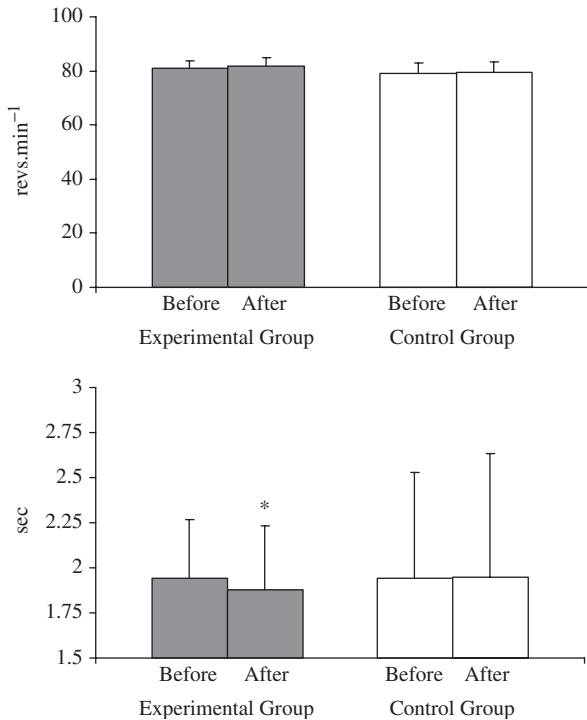 100
80
60
40
20
0
revs.min⁻¹
Before After Before After
Experimental Group Control Group
3
2.75
2.5
2.25
2
1.75
1.5
sec
*
Before After Before After
Experimental Group Control Group